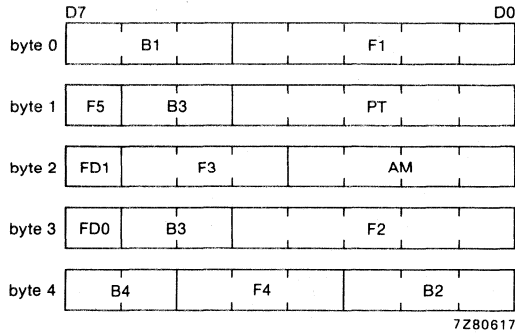 D7 D0
byte 0 B1 F1
byte 1 F5 B3 PT
byte 2 FD1 F3 AM
byte 3 FD0 B3 F2
byte 4 B4 F4 B2
7Z80617